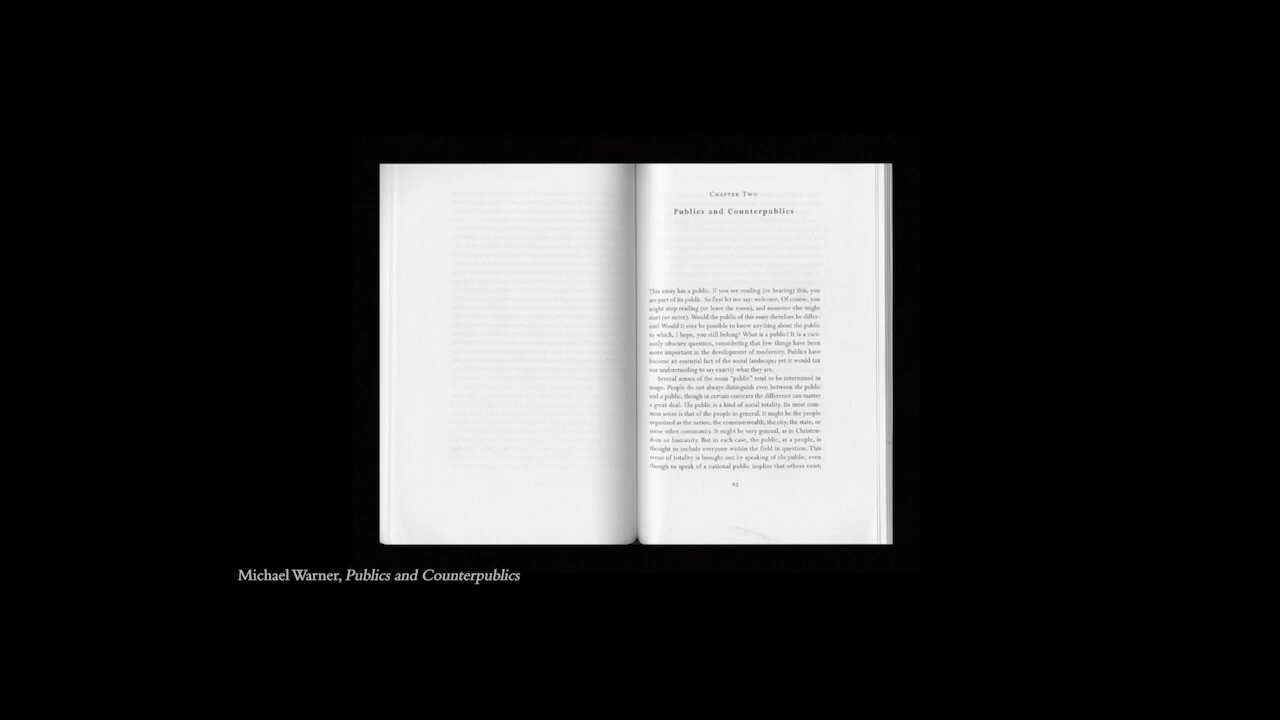 Chapter Two
Publics and Counterpublics
This essay has a public. If you are reading (or hearing) this, you
are part of its public. So first let me say: welcome. Of course, you
might stop reading (or leave the room), and someone else might
start (or enter). Would the public of this essay therefore be differ-
ent? Would it ever be possible to know anything about the public
to which, I hope, you still belong? What is a public? It is a curi-
ously obscure question, considering that few things have been
more important in the development of modernity. Publics have
become an essential fact of the social landscape; yet it would tax
our understanding to say exactly what they are.
Several senses of the noun "public" tend to be intermixed in
usage. People do not always distinguish even between the public
and a public, though in certain contexts the difference can matter
a great deal. The public is a kind of social totality. Its most com-
mon sense is that of the people in general. It might be the people
organized as the nation, the commonwealth, the city, the state, or
some other community. It might be very general, as in Christen-
dom or humanity. But in each case, the public, as a people, is
thought to include everyone within the field in question. This
sense of totality is brought out by speaking of the public, even
though to speak of a national public implies that others exist;
65
Michael Warner, Publics and Counterpublics